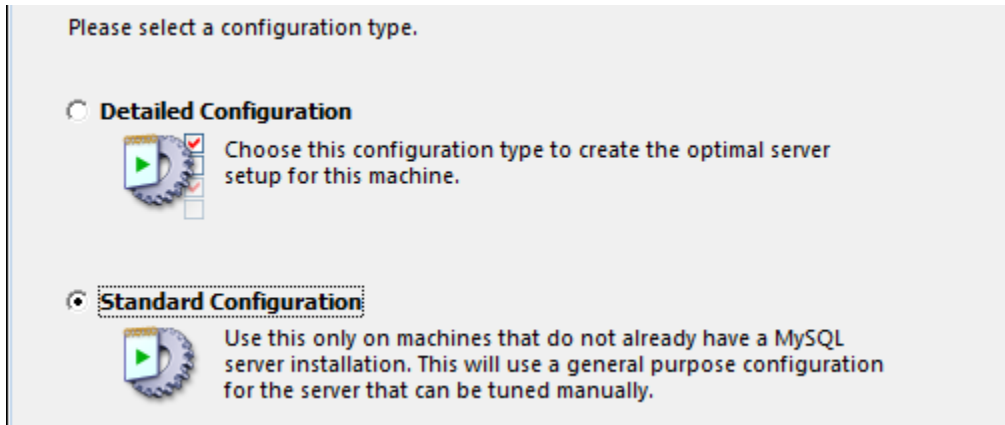 Please select a configuration type.
Detailed Configuration
Choose this configuration type to create the optimal server
setup for this machine.
Standard Configuration
Use this only on machines that do not already have a MySQL
server installation. This will use a general purpose configuration
for the server that can be tuned manually.